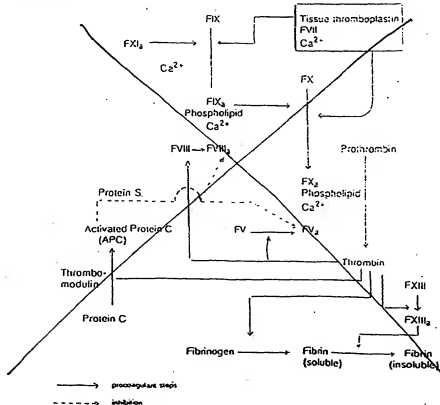 FIX
Tissue thromboplastin
FVII
Ca²⁺
FXIₐ
Ca²⁺
FX
FIXₐ
Phospholipid
Ca²⁺
FVIII
FVIIIₐ
Prothrombin
FXₐ
Phospholipid
Ca²⁺
Protein S
Activated Protein C
(APC)
FV
FVₐ
Thrombo-
modulin
Thrombin
FXIII
Protein C
FXIIIₐ
Fibrinogen
Fibrin
(soluble)
Fibrin
(insoluble)
procoagulant steps
inhibition